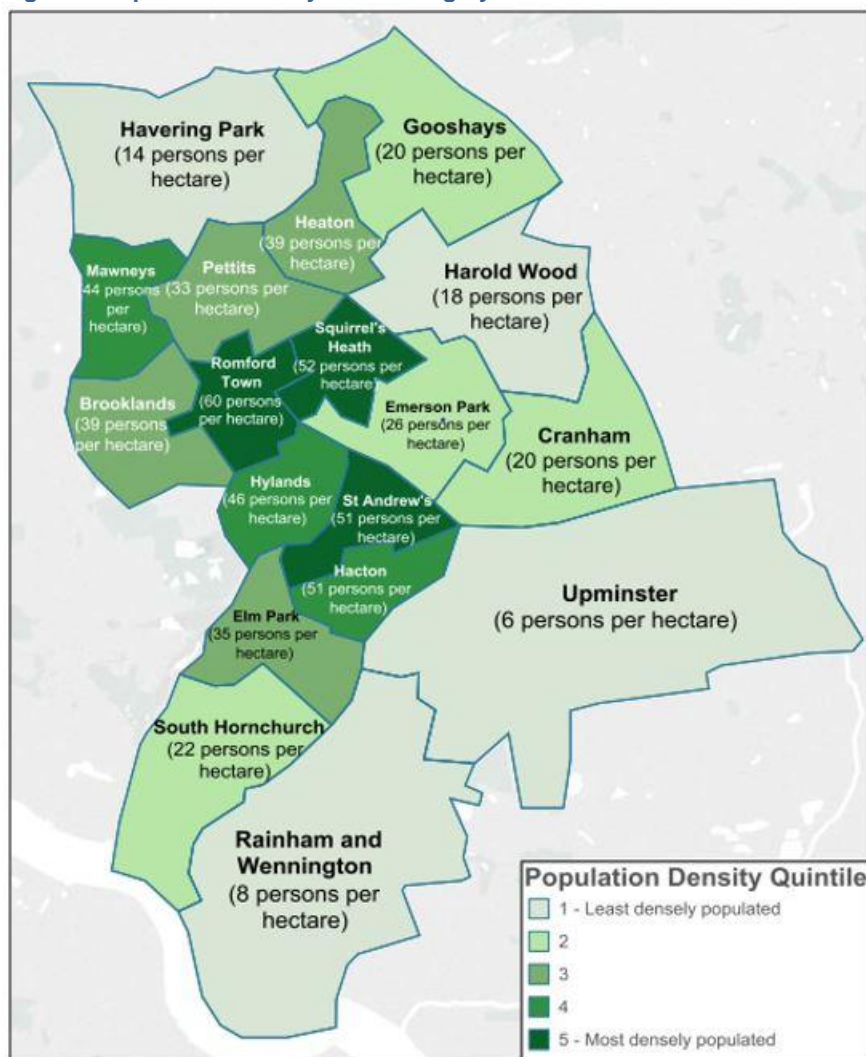 Havering Park
(14 persons per
hectare)
Gooshays
(20 persons per
hectare)
Heaton
(39 persons per
hectare)
Harold Wood
(18 persons per
hectare)
Mawneys
(44 persons
per
hectare)
Pettits
(33 persons per
hectare)
Squirrel's
Heath
(52 persons per
hectare)
Romford
Town
(60 persons
per hectare)
Brooklands
(39 persons
per hectare)
Emerson Park
(26 persons per
hectare)
Cranham
(20 persons per
hectare)
Hylands
(46 persons per
hectare)
St Andrew's
(51 persons per
hectare)
Hacton
(51 persons per
hectare)
Upminster
(6 persons per hectare)
Elm Park
(35 persons per
hectare)
South Hornchurch
(22 persons per
hectare)
Rainham and
Wennington
(8 persons per
hectare)
Population Density Quintile
1 - Least densely populated
2
3
4
5 - Most densely populated